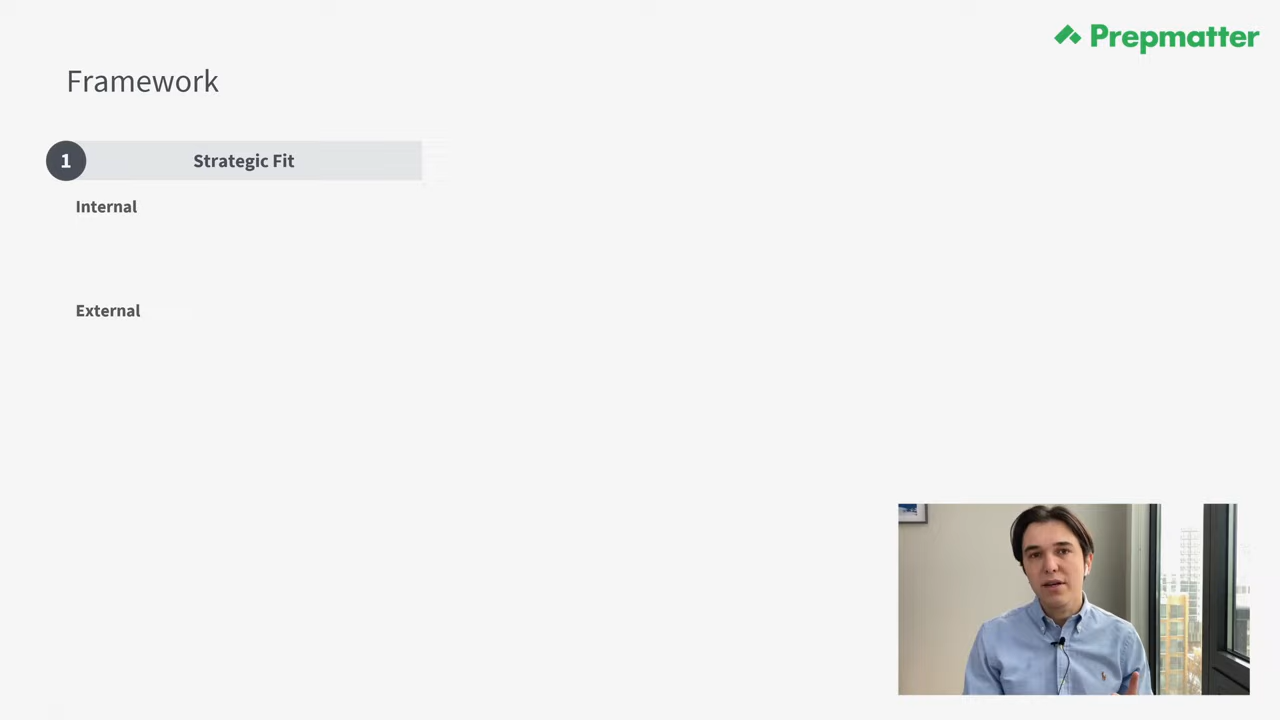 Prepmatter
Framework
1 Strategic Fit
Internal
External